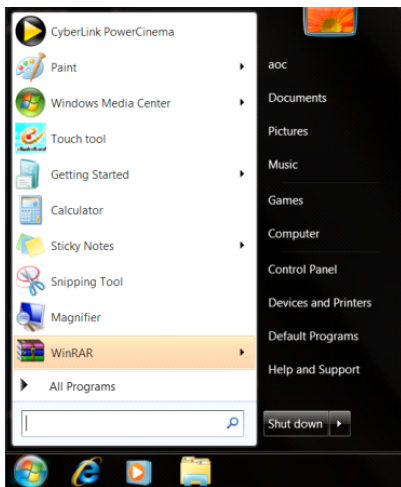 CyberLink PowerCinema
Paint
Windows Media Center
Touch tool
Getting Started
Calculator
Sticky Notes
Snipping Tool
Magnifier
WinRAR
All Programs
aoc
Documents
Pictures
Music
Games
Computer
Control Panel
Devices and Printers
Default Programs
Help and Support
Shut down